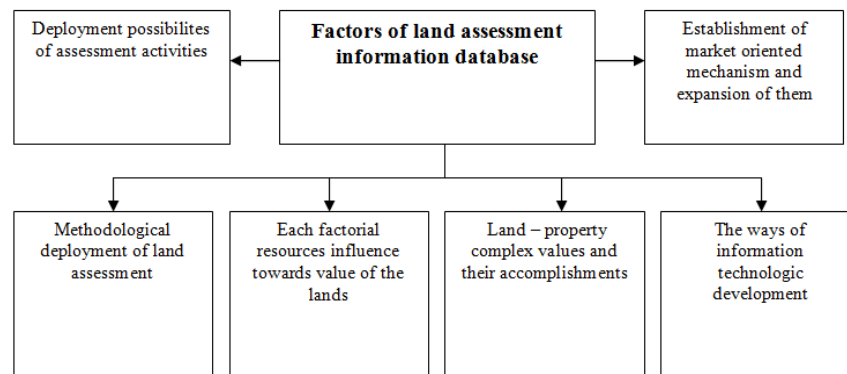 Deployment possibilites
of assessment activities
Factors of land assessment
information database
Establishment of
market oriented
mechanism and
expansion of them
Methodological
deployment of land
assessment
Each factorial
resources influence
towards value of the
lands
Land – property
complex values and
their accomplishments
The ways of
information
technologic
development